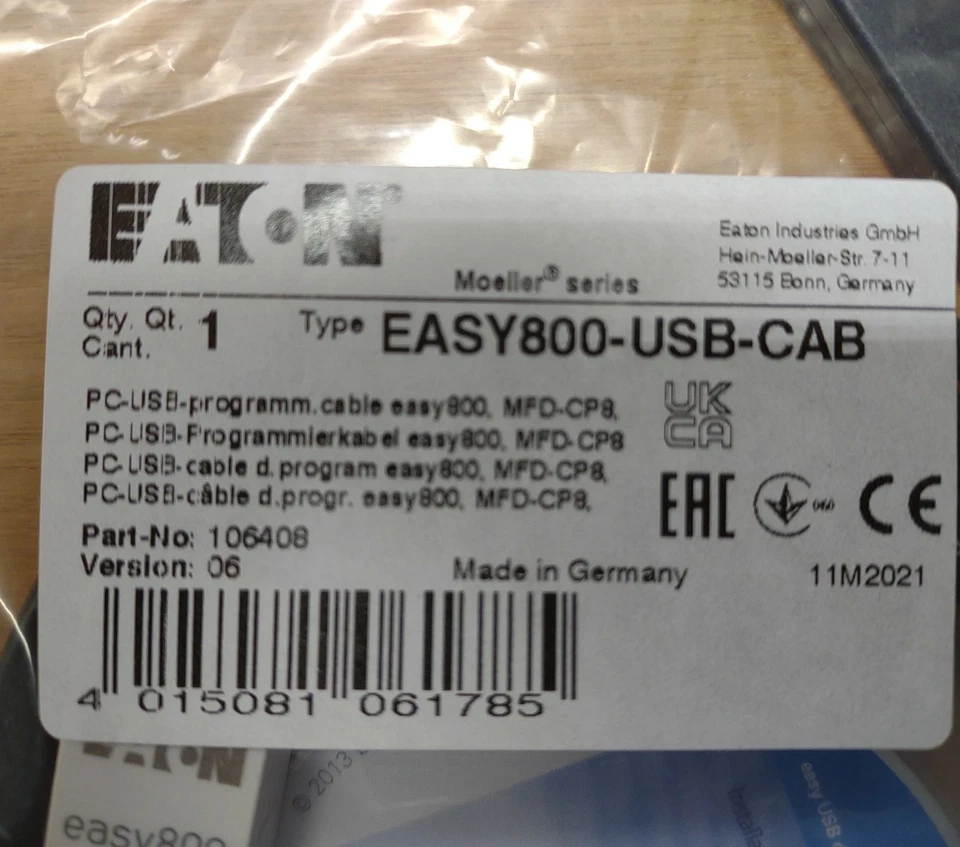 EATON®
Moeller® series
Eaton Industries GmbH
Hein-Moeller-Str. 7-11
53115 Bonn, Germany
Qty. Qt. 1
Cant.
Type EASY800-USB-CAB
PC-USB-programm.cable easy800, MFD-CP8,
PC-USB-Programmierkabel easy800, MFD-CP8
PC-USB-cable d.program easy800, MFD-CP8,
PC-USB-câble d.progr. easy800, MFD-CP8,
UK
CA
EAC CE
Part-No: 106408
Version: 06
Made in Germany
11M2021
4 015081 061785
EATON
easy800
© 2013
easy USB